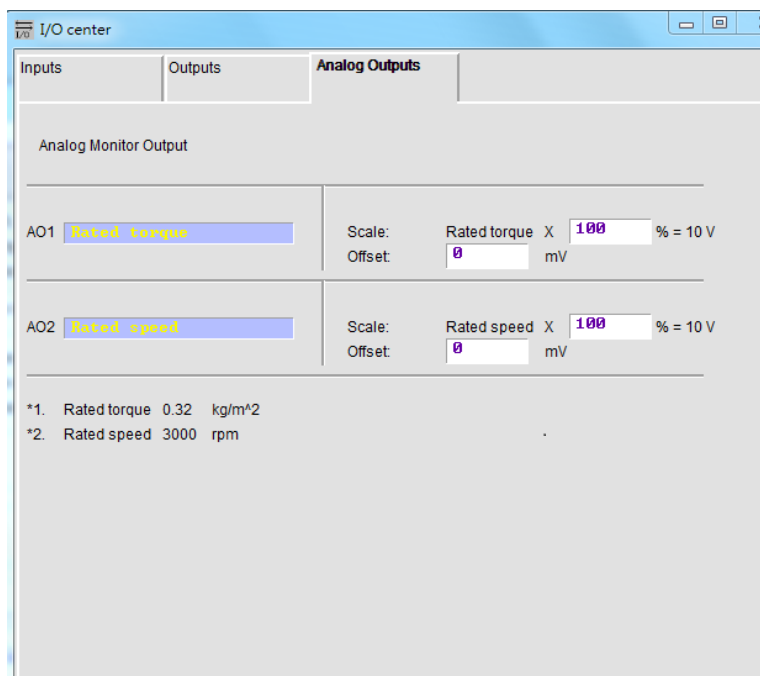 I/O I/O center
Inputs Outputs Analog Outputs
Analog Monitor Output
AO1 Rated torque Scale: Rated torque X 100 % = 10 V
Offset: 0 mV
AO2 Rated speed Scale: Rated speed X 100 % = 10 V
Offset: 0 mV
*1. Rated torque 0.32 kg/m^2
*2. Rated speed 3000 rpm